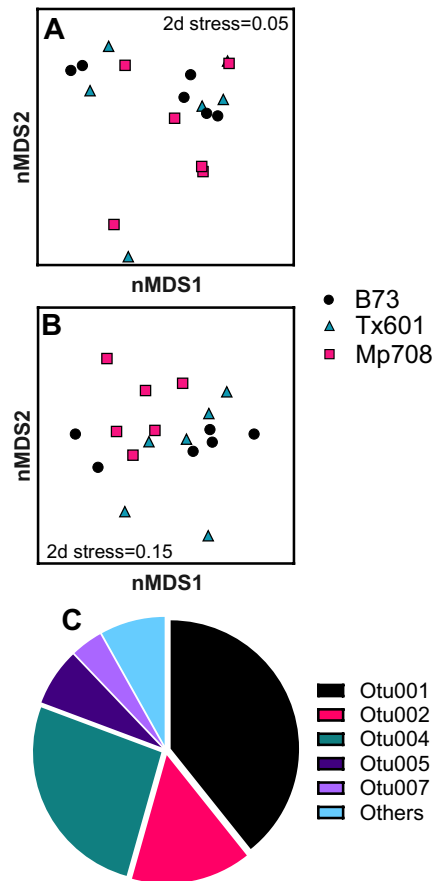 A
2d stress=0.05
nMDS2
nMDS1
B73
Tx601
Mp708
B
nMDS2
2d stress=0.15
nMDS1
C
Otu001
Otu002
Otu004
Otu005
Otu007
Others